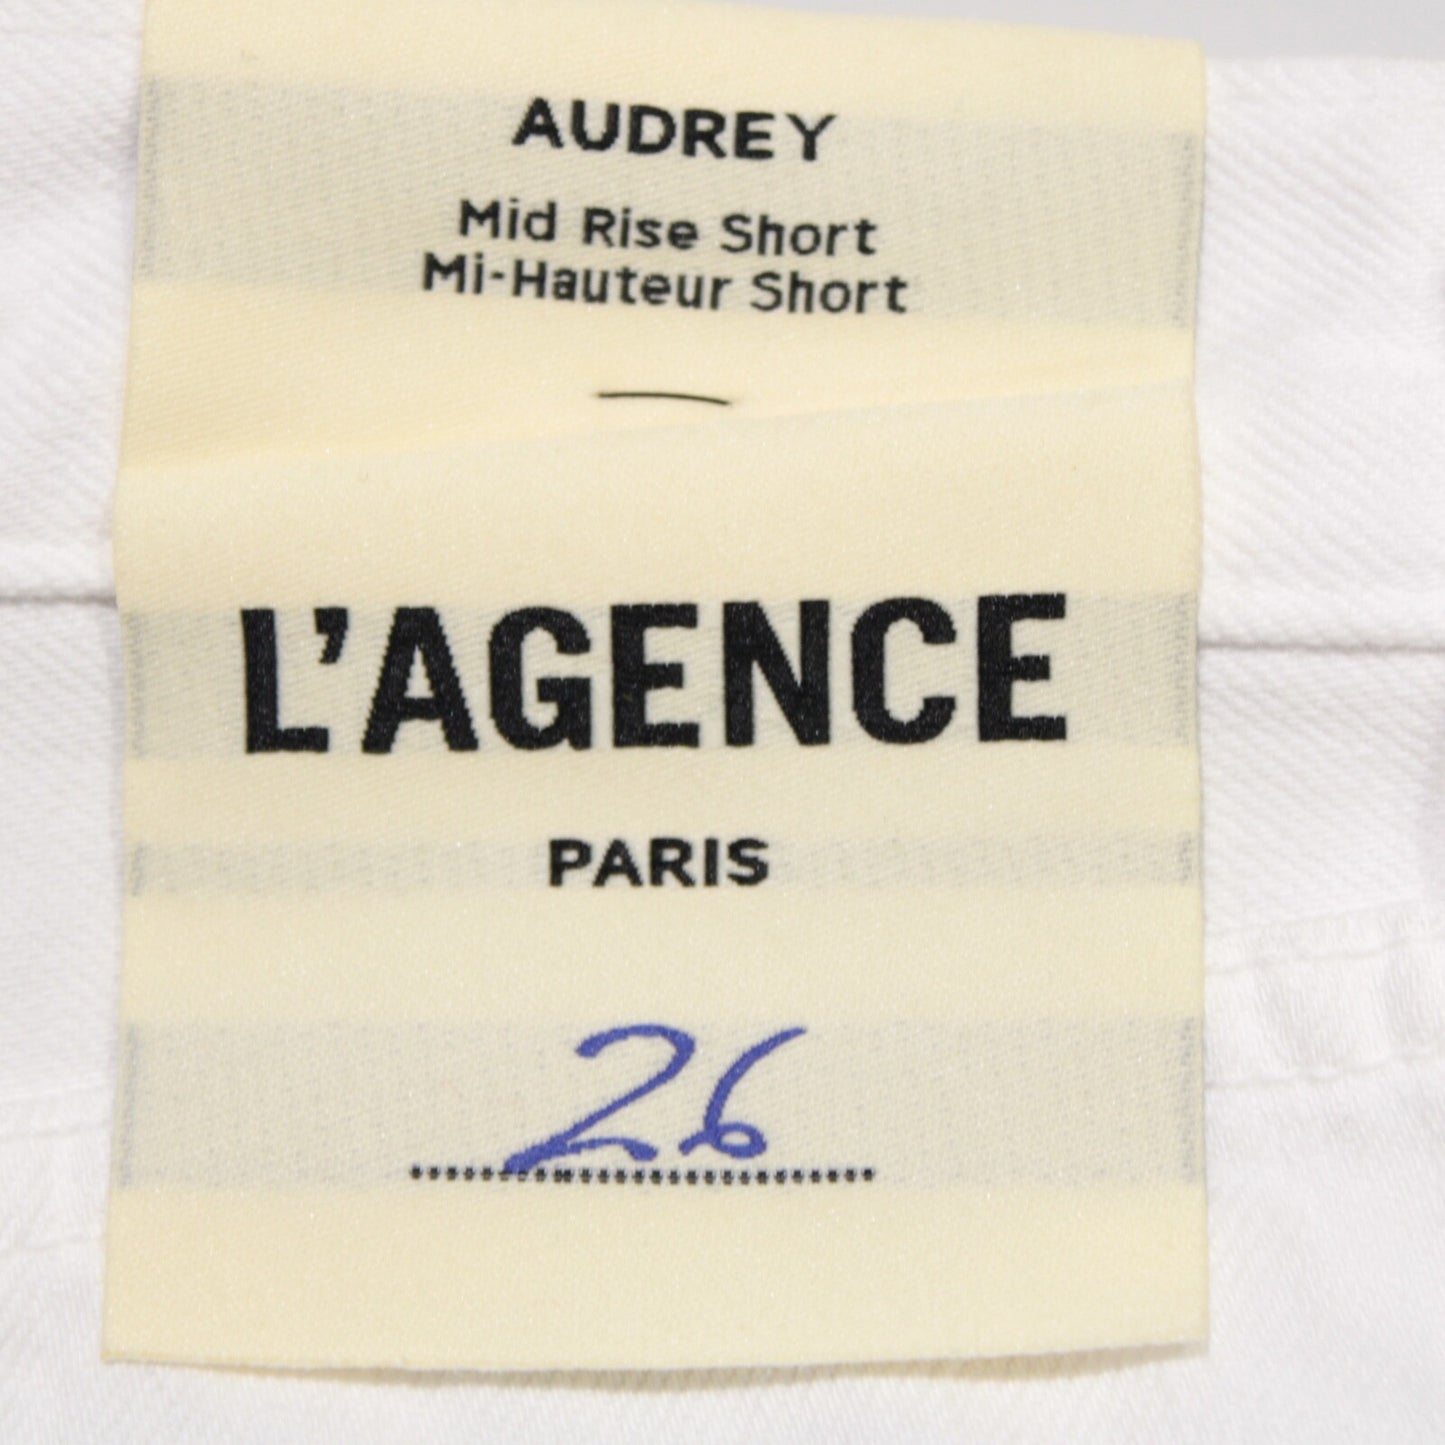 AUDREY
Mid Rise Short
Mi-Hauteur Short
L'AGENCE
PARIS
26